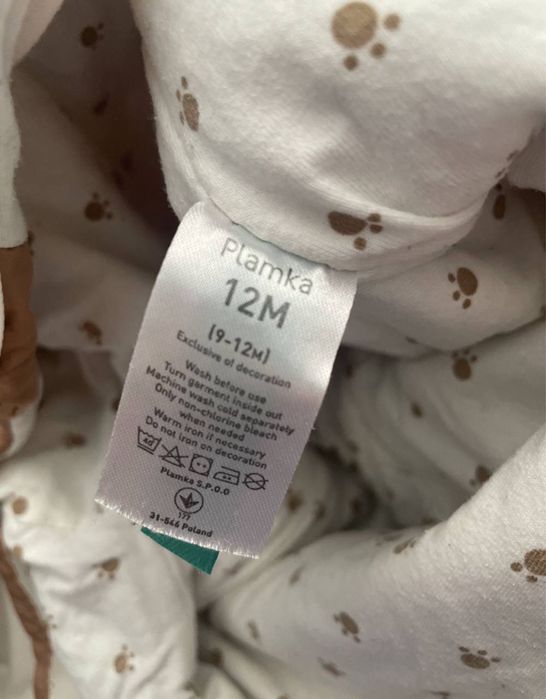 Plamka
12M
(9-12M)
Exclusive of decoration
Wash before use
Turn garment inside out
Machine wash cold separately
Only non-chlorine bleach
when needed
Warm iron if necessary
Do not iron on decoration
Plamka S.P.O.O
31-546 Poland